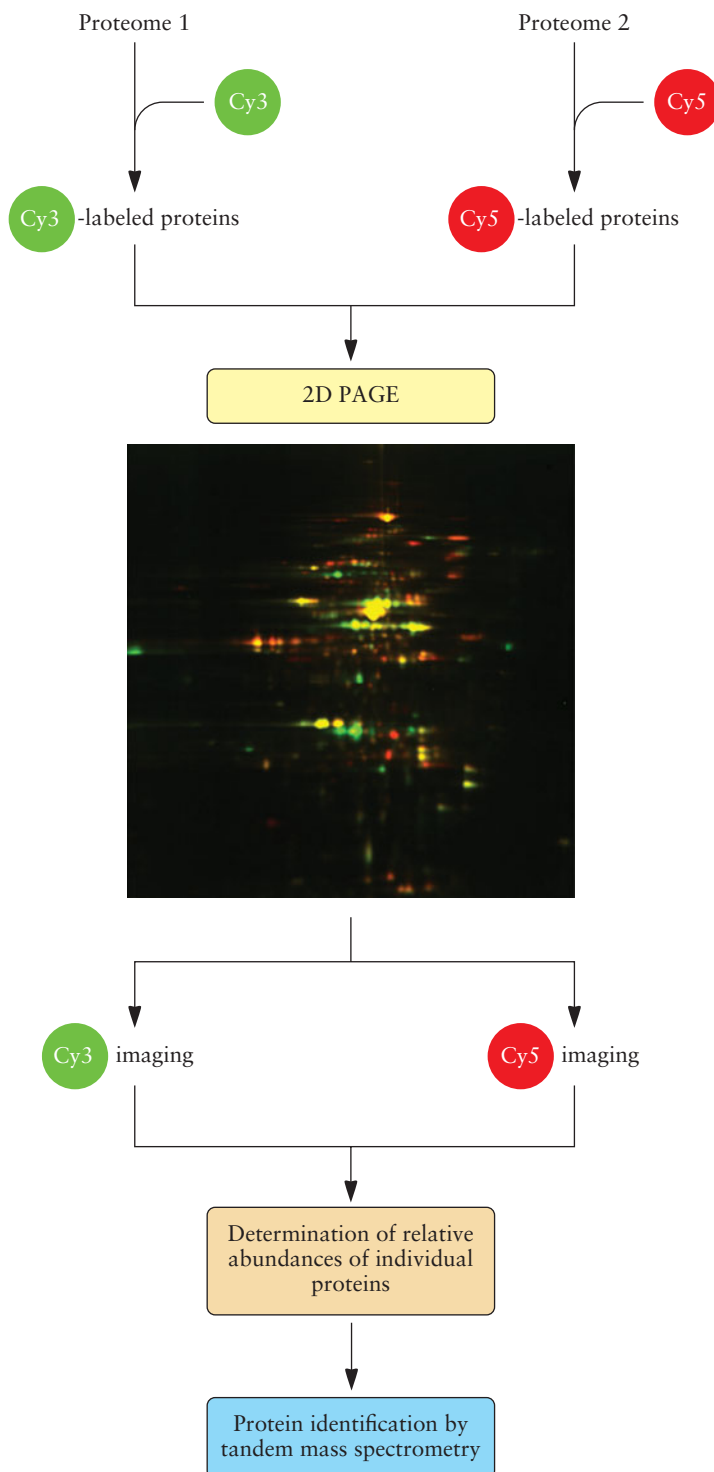 Proteome 1
Proteome 2
Cy3
Cy5
Cy3 -labeled proteins
Cy5 -labeled proteins
2D PAGE
Cy3 imaging
Cy5 imaging
Determination of relative
abundances of individual
proteins
Protein identification by
tandem mass spectrometry